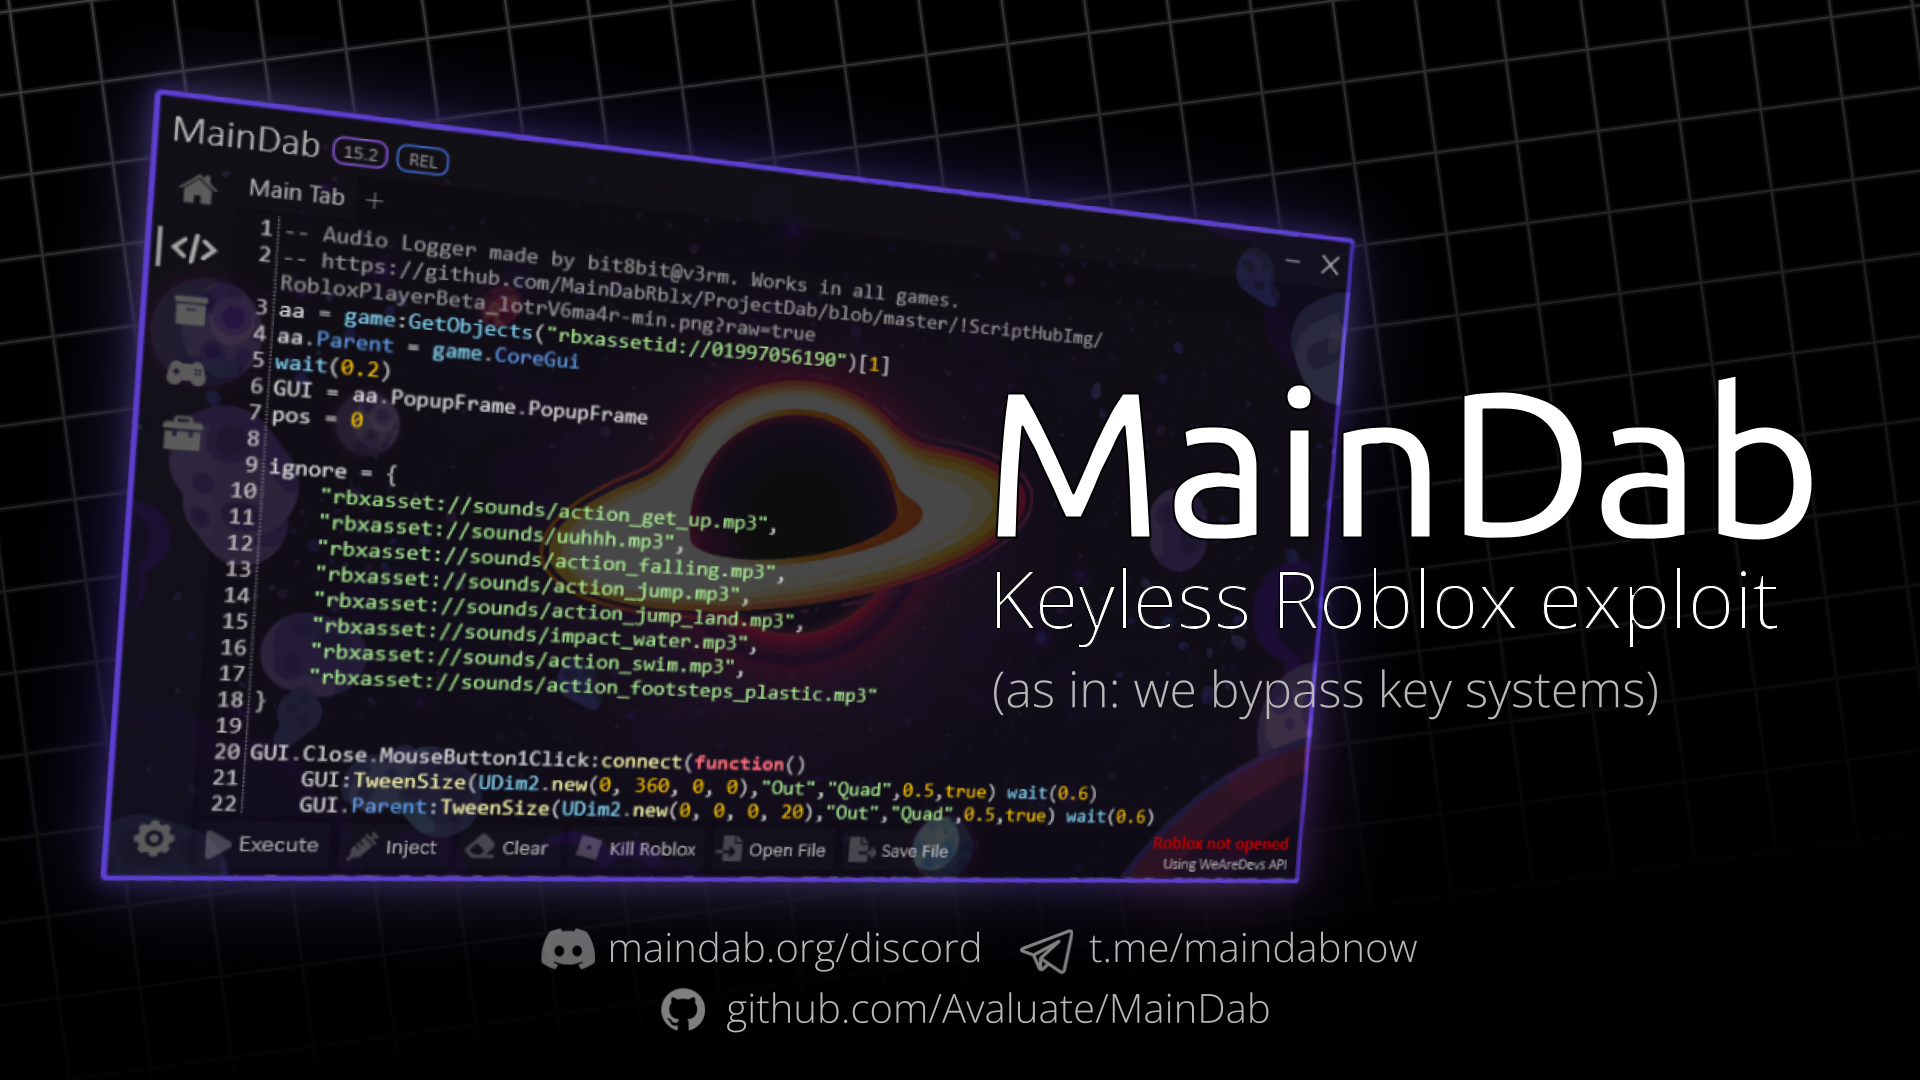 MainDab 15.2 REL
Main Tab +
1 -- Audio Logger made by bit8bit@v3rm. Works in all games.
2 -- https://github.com/MainDabRblx/ProjectDab/blob/master/!ScriptHubImg/
RobloxPlayerBeta_lotrV6ma4r-min.png?raw=true
3 aa = game:GetObjects("rbxassetid://01997056190")[1]
4 aa.Parent = game.CoreGui
5 wait(0.2)
6 GUI = aa.PopupFrame.PopupFrame
7 pos = 0
8
9 ignore = {
10 "rbxasset://sounds/action_get_up.mp3",
11 "rbxasset://sounds/uuhhh.mp3",
12 "rbxasset://sounds/action_falling.mp3",
13 "rbxasset://sounds/action_jump.mp3",
14 "rbxasset://sounds/action_jump_land.mp3",
15 "rbxasset://sounds/impact_water.mp3",
16 "rbxasset://sounds/action_swim.mp3",
17 "rbxasset://sounds/action_footsteps_plastic.mp3"
18 }
19
20 GUI.Close.MouseButton1Click:connect(function()
21 GUI:TweenSize(UDim2.new(0, 360, 0, 0),"Out","Quad",0.5,true) wait(0.6)
22 GUI.Parent:TweenSize(UDim2.new(0, 0, 0, 20),"Out","Quad",0.5,true) wait(0.6)
Execute Inject Clear Kill Roblox Open File Save File
Roblox not opened
Using WeAreDevs API
MainDab
Keyless Roblox exploit
(as in: we bypass key systems)
maindab.org/discord t.me/maindabnow
github.com/Avaluate/MainDab